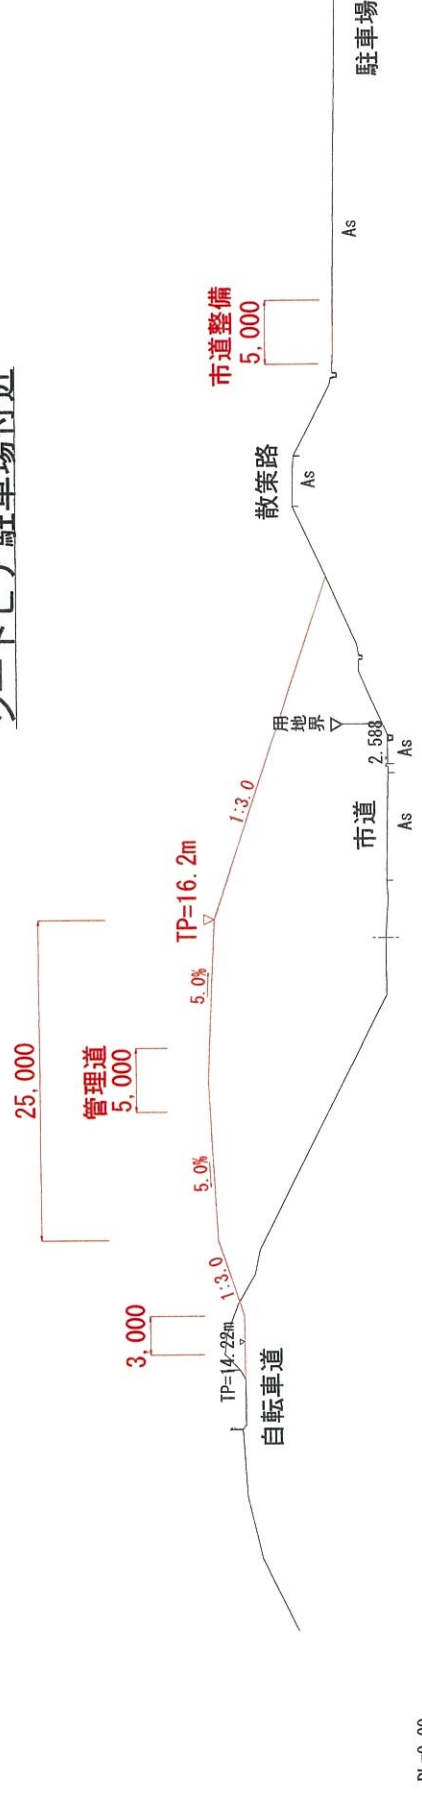 駐車場付近
25,000
管理道
5,000
3,000
市道整備
5,000
TP=16.2m
5.0%
5.0%
1:3.0
1:3.0
TP=14.22m
自転車道
散策路
As
用地界
2.588
市道
As
As
As
駐車場